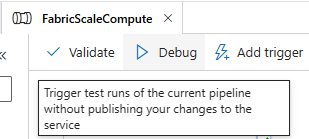 FabricScaleCompute
Validate Debug Add trigger
Trigger test runs of the current pipeline
without publishing your changes to the
service